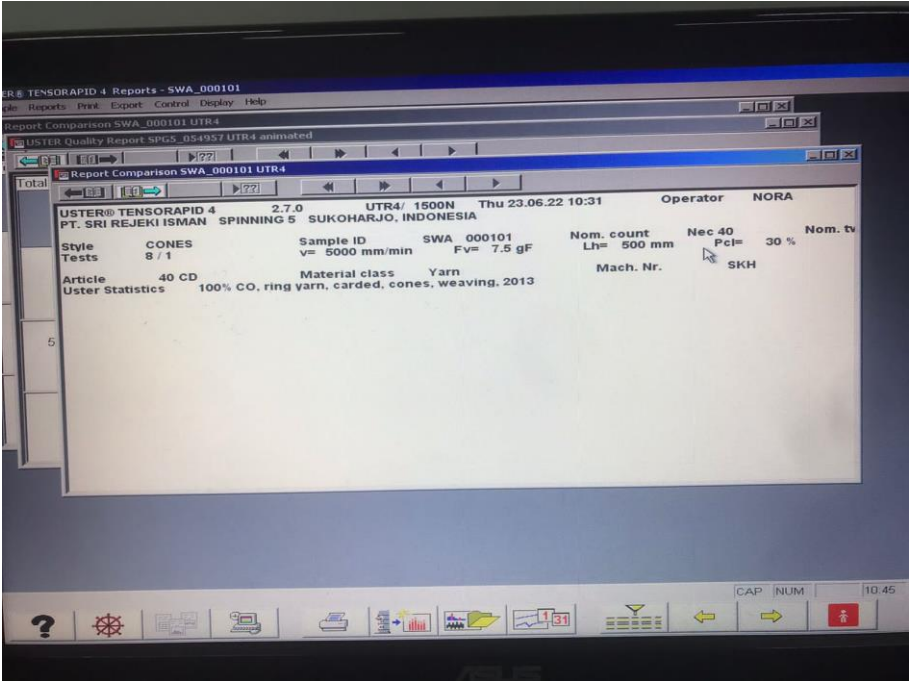 ER® TENSORAPID 4 Reports - SWA_000101
ple Reports Print Export Control Display Help
Report Comparison SWA_000101 UTR4
USTER Quality Report SPG5_054957 UTR4 animated
Total
Report Comparison SWA_000101 UTR4
USTER® TENSORAPID 4 2.7.0 UTR4/ 1500N Thu 23.06.22 10:31 Operator NORA
PT. SRI REJEKI ISMAN SPINNING 5 SUKOHARJO, INDONESIA
Style CONES Sample ID SWA_000101 Nom. count Nec 40 Nom. tv
Tests 8 / 1 v= 5000 mm/min Fv= 7.5 gF Lh= 500 mm Pcl= 30 %
Article 40 CD Material class Yarn Mach. Nr. SKH
Uster Statistics 100% CO, ring yarn, carded, cones, weaving, 2013
5
CAP NUM 10:45
? 1 31